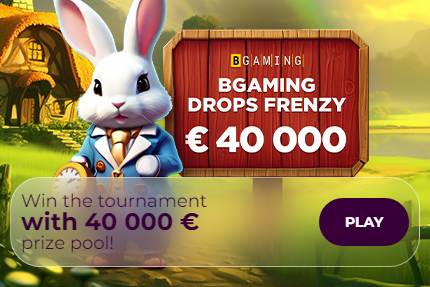 BGAMING
BGAMING
DROPS FRENZY
€ 40 000
Win the tournament
with 40 000 €
prize pool!
PLAY